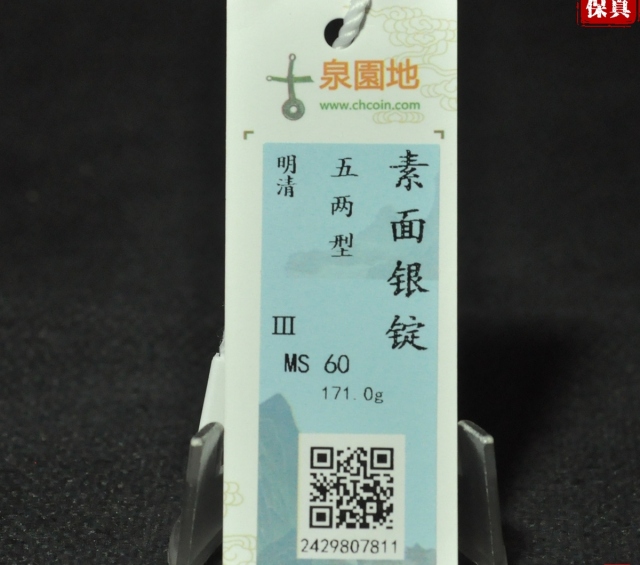 保真
泉園地
www.chcoin.com
素面银锭
五两型
明清
III
MS 60
171.0g
2429807811